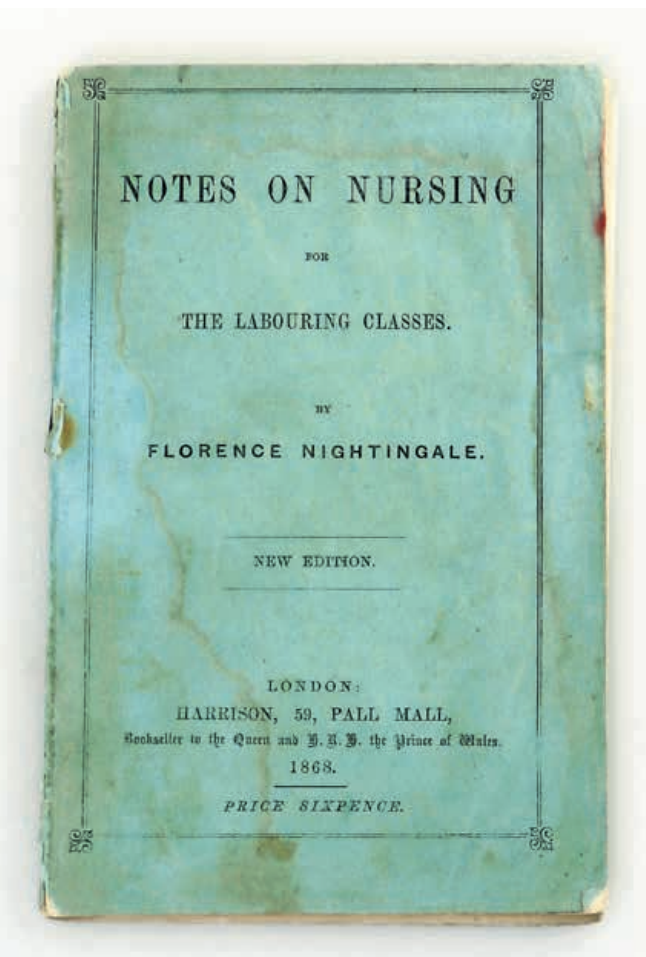 NOTES ON NURSING
FOR
THE LABOURING CLASSES.
BY
FLORENCE NIGHTINGALE.
NEW EDITION.
LONDON:
HARRISON, 59, PALL MALL,
Bookseller to the Queen and H.R.H. the Prince of Wales.
1868.
PRICE SIXPENCE.